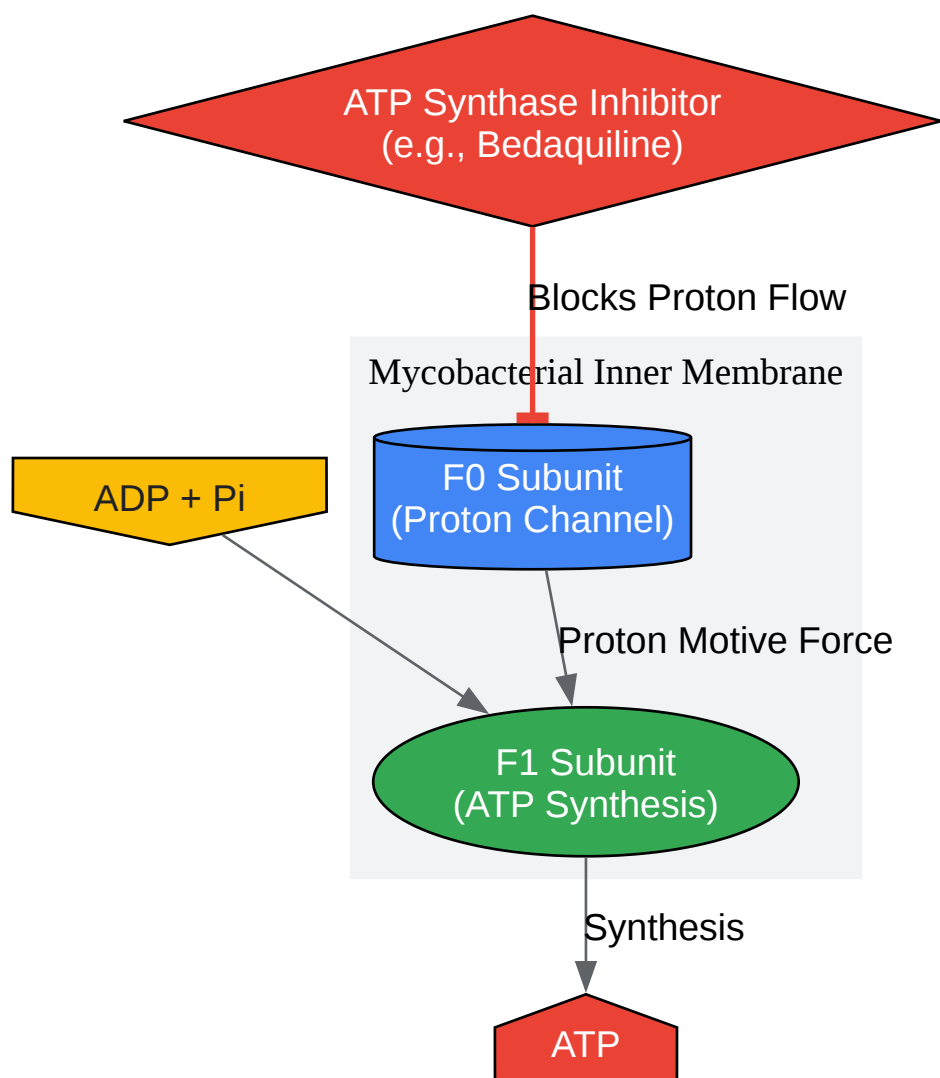 ATP Synthase Inhibitor
(e.g., Bedaquiline)
Blocks Proton Flow
Mycobacterial Inner Membrane
F0 Subunit
(Proton Channel)
ADP + Pi
Proton Motive Force
F1 Subunit
(ATP Synthesis)
Synthesis
ATP